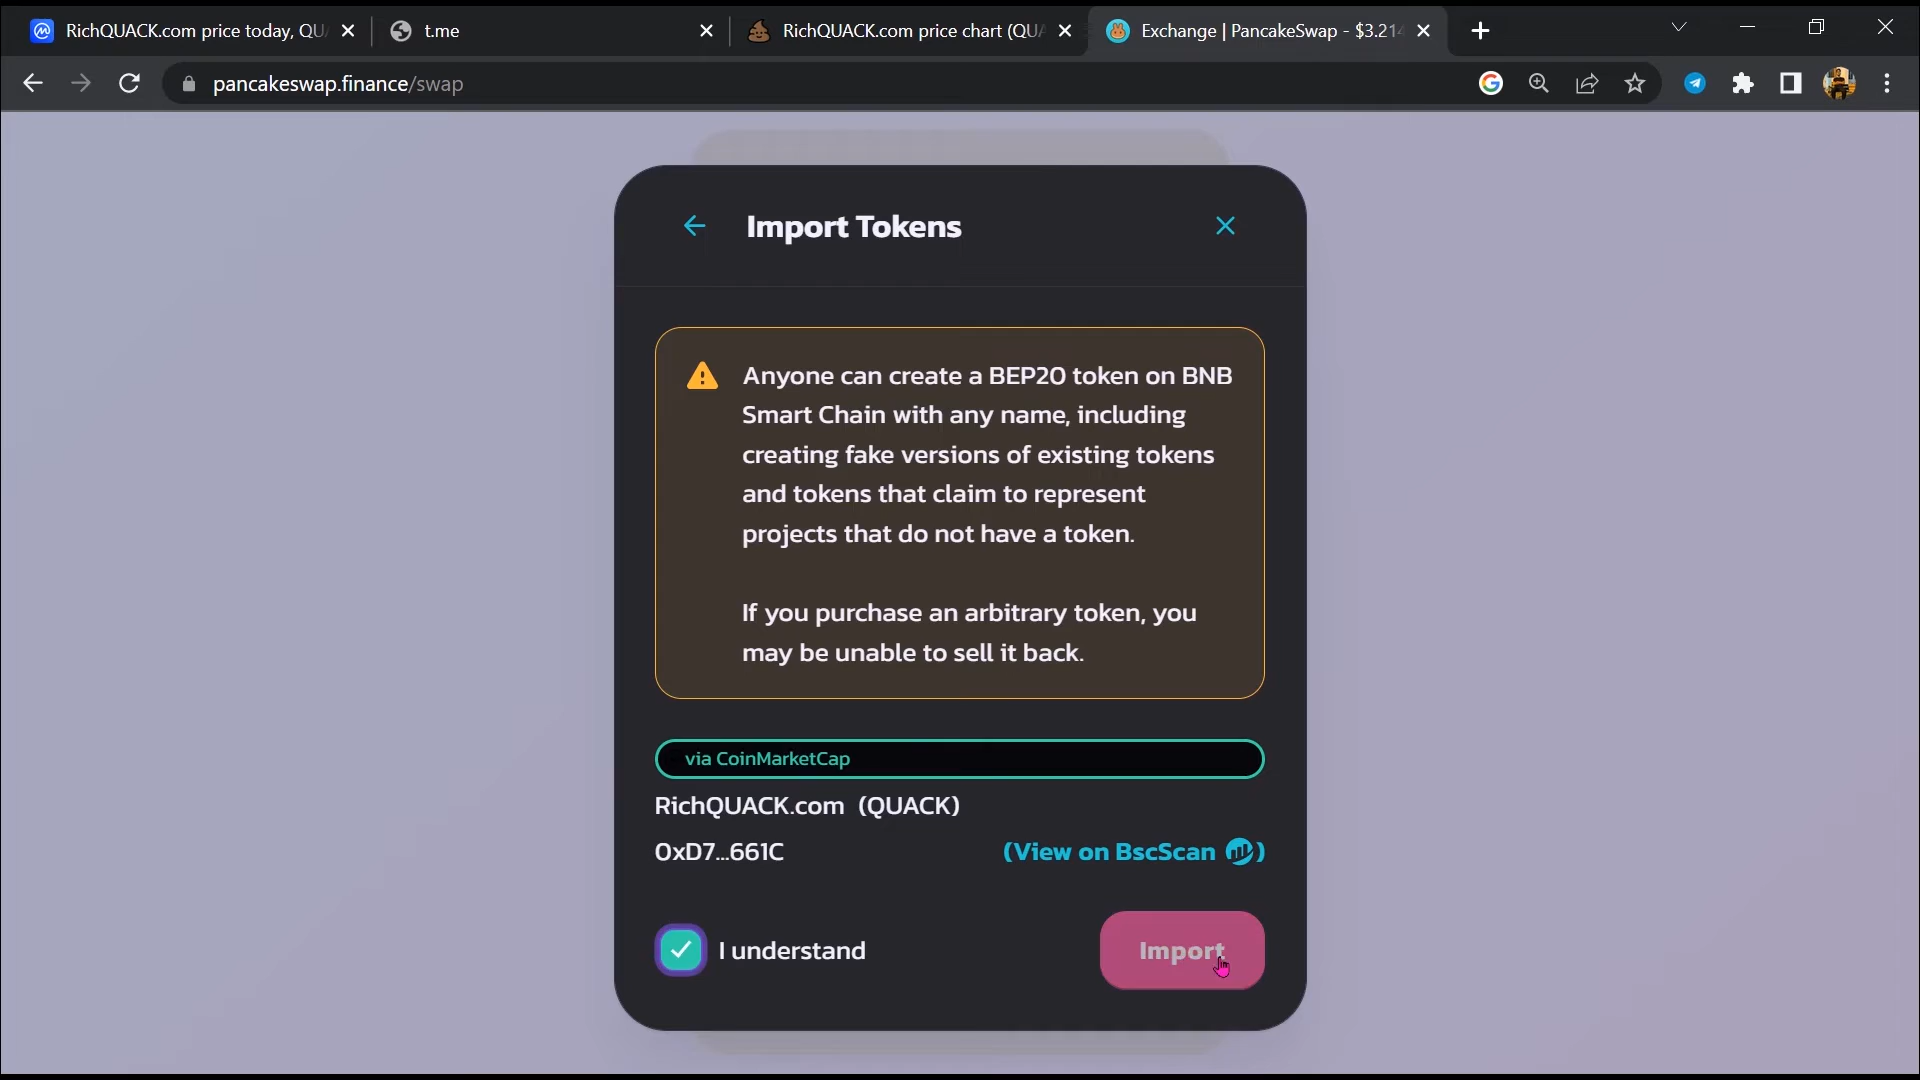 RichQUACK.com price today, QU
t.me
RichQUACK.com price chart (QUA
Exchange | PancakeSwap - $3.214
pancakeswap.finance/swap
Import Tokens
Anyone can create a BEP20 token on BNB
Smart Chain with any name, including
creating fake versions of existing tokens
and tokens that claim to represent
projects that do not have a token.
If you purchase an arbitrary token, you
may be unable to sell it back.
via CoinMarketCap
RichQUACK.com (QUACK)
0xD7...661C
(View on BscScan )
I understand
Import